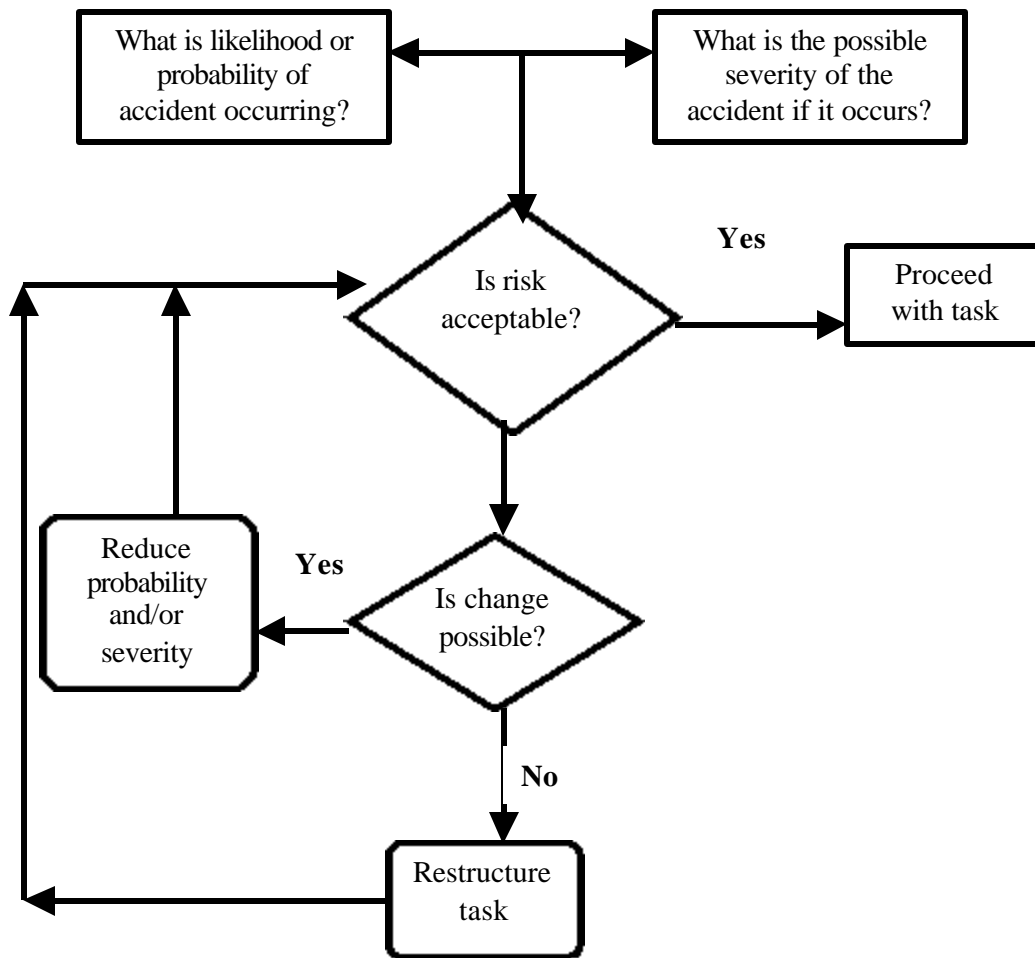 What is likelihood or
probability of
accident occurring?
What is the possible
severity of the
accident if it occurs?
Yes
Is risk
acceptable?
Proceed
with task
Reduce
probability
and/or
severity
Yes
Is change
possible?
No
Restructure
task